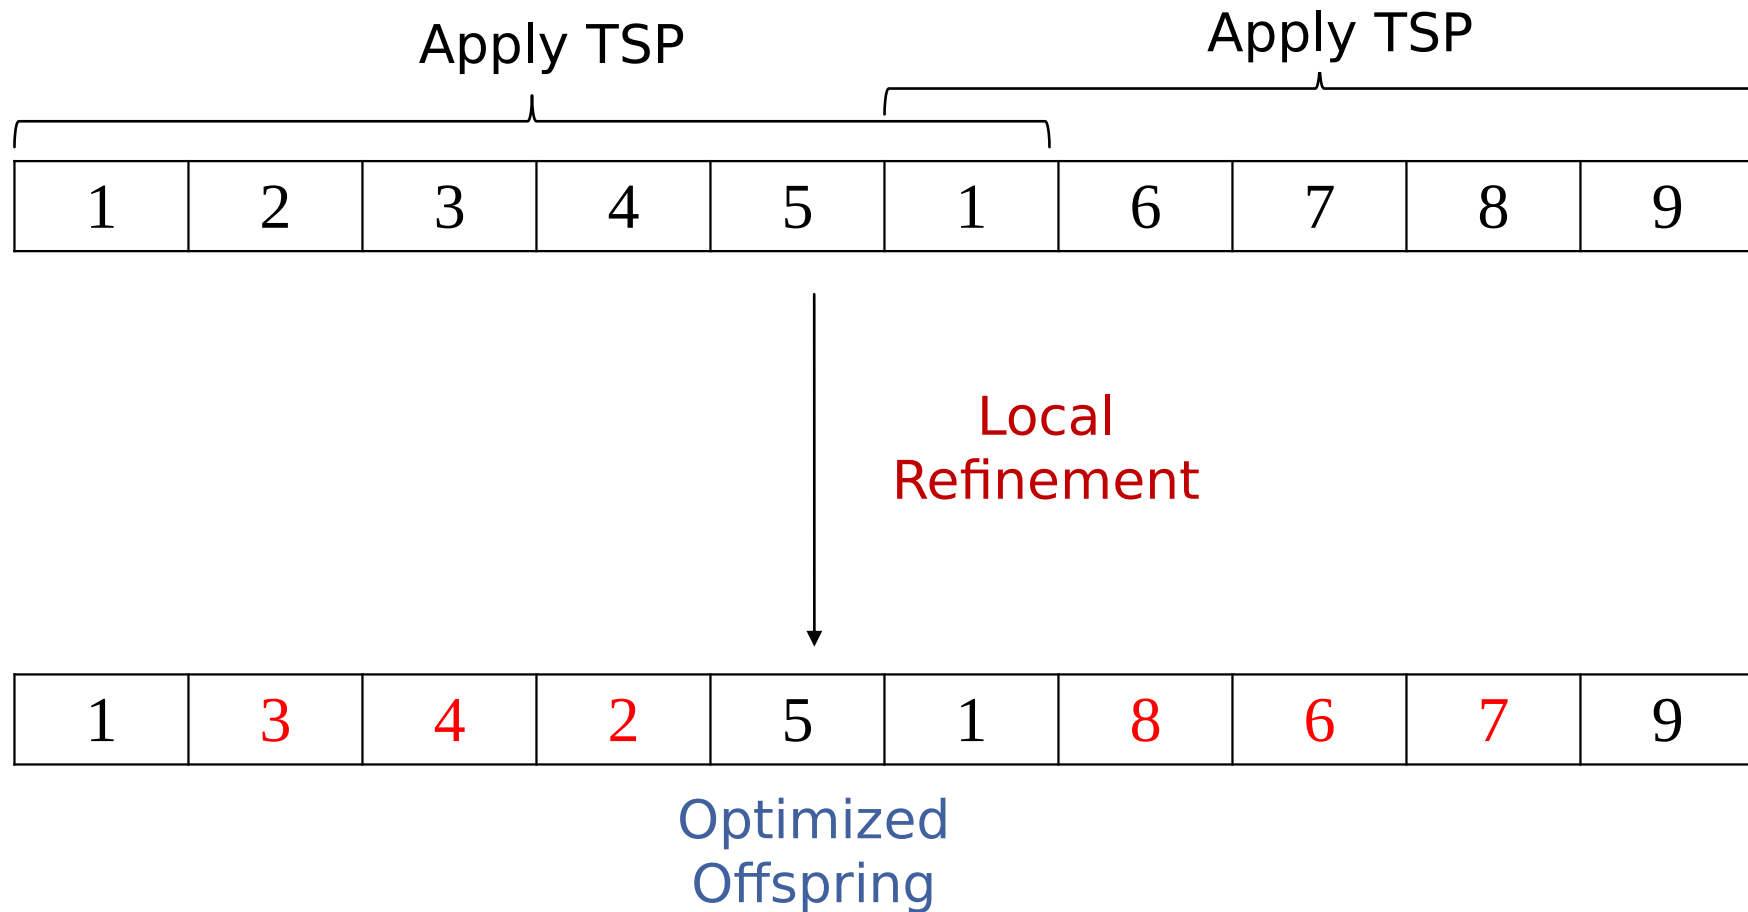 Apply TSP
Apply TSP
1 2 3 4 5 1 6 7 8 9
Local
Refinement
1 3 4 2 5 1 8 6 7 9
Optimized
Offspring